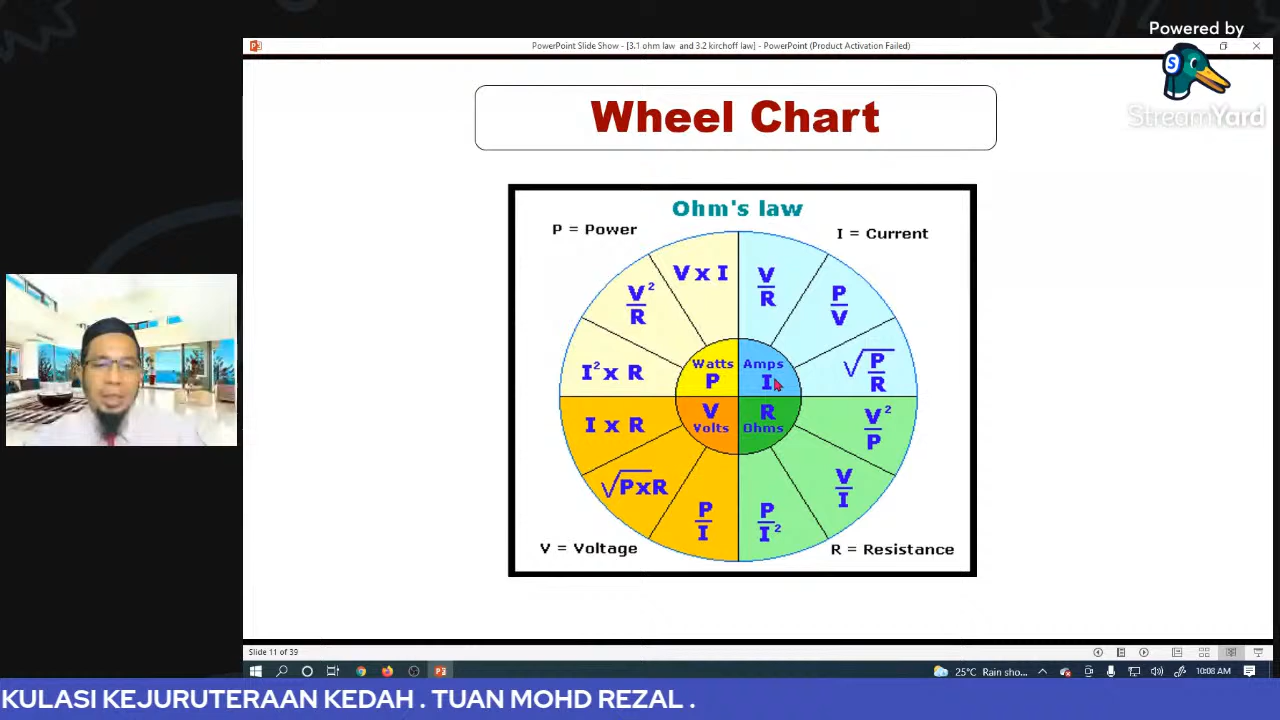 Powered by
StreamYard
PowerPoint Slide Show - [3.1 ohm law and 3.2 kirchoff law] - PowerPoint (Product Activation Failed)
Wheel Chart
Ohm's law
P = Power
I = Current
V x I
V/R
V²/R
P/V
I² x R
√P/R
Watts
P
Amps
I
V
Volts
R
Ohms
I x R
V²/P
√PxR
V/I
P/I
P/I²
V = Voltage
R = Resistance
Slide 11 of 39
25°C Rain sho...
10:08 AM
KULASI KEJURUTERAAN KEDAH . TUAN MOHD REZAL .